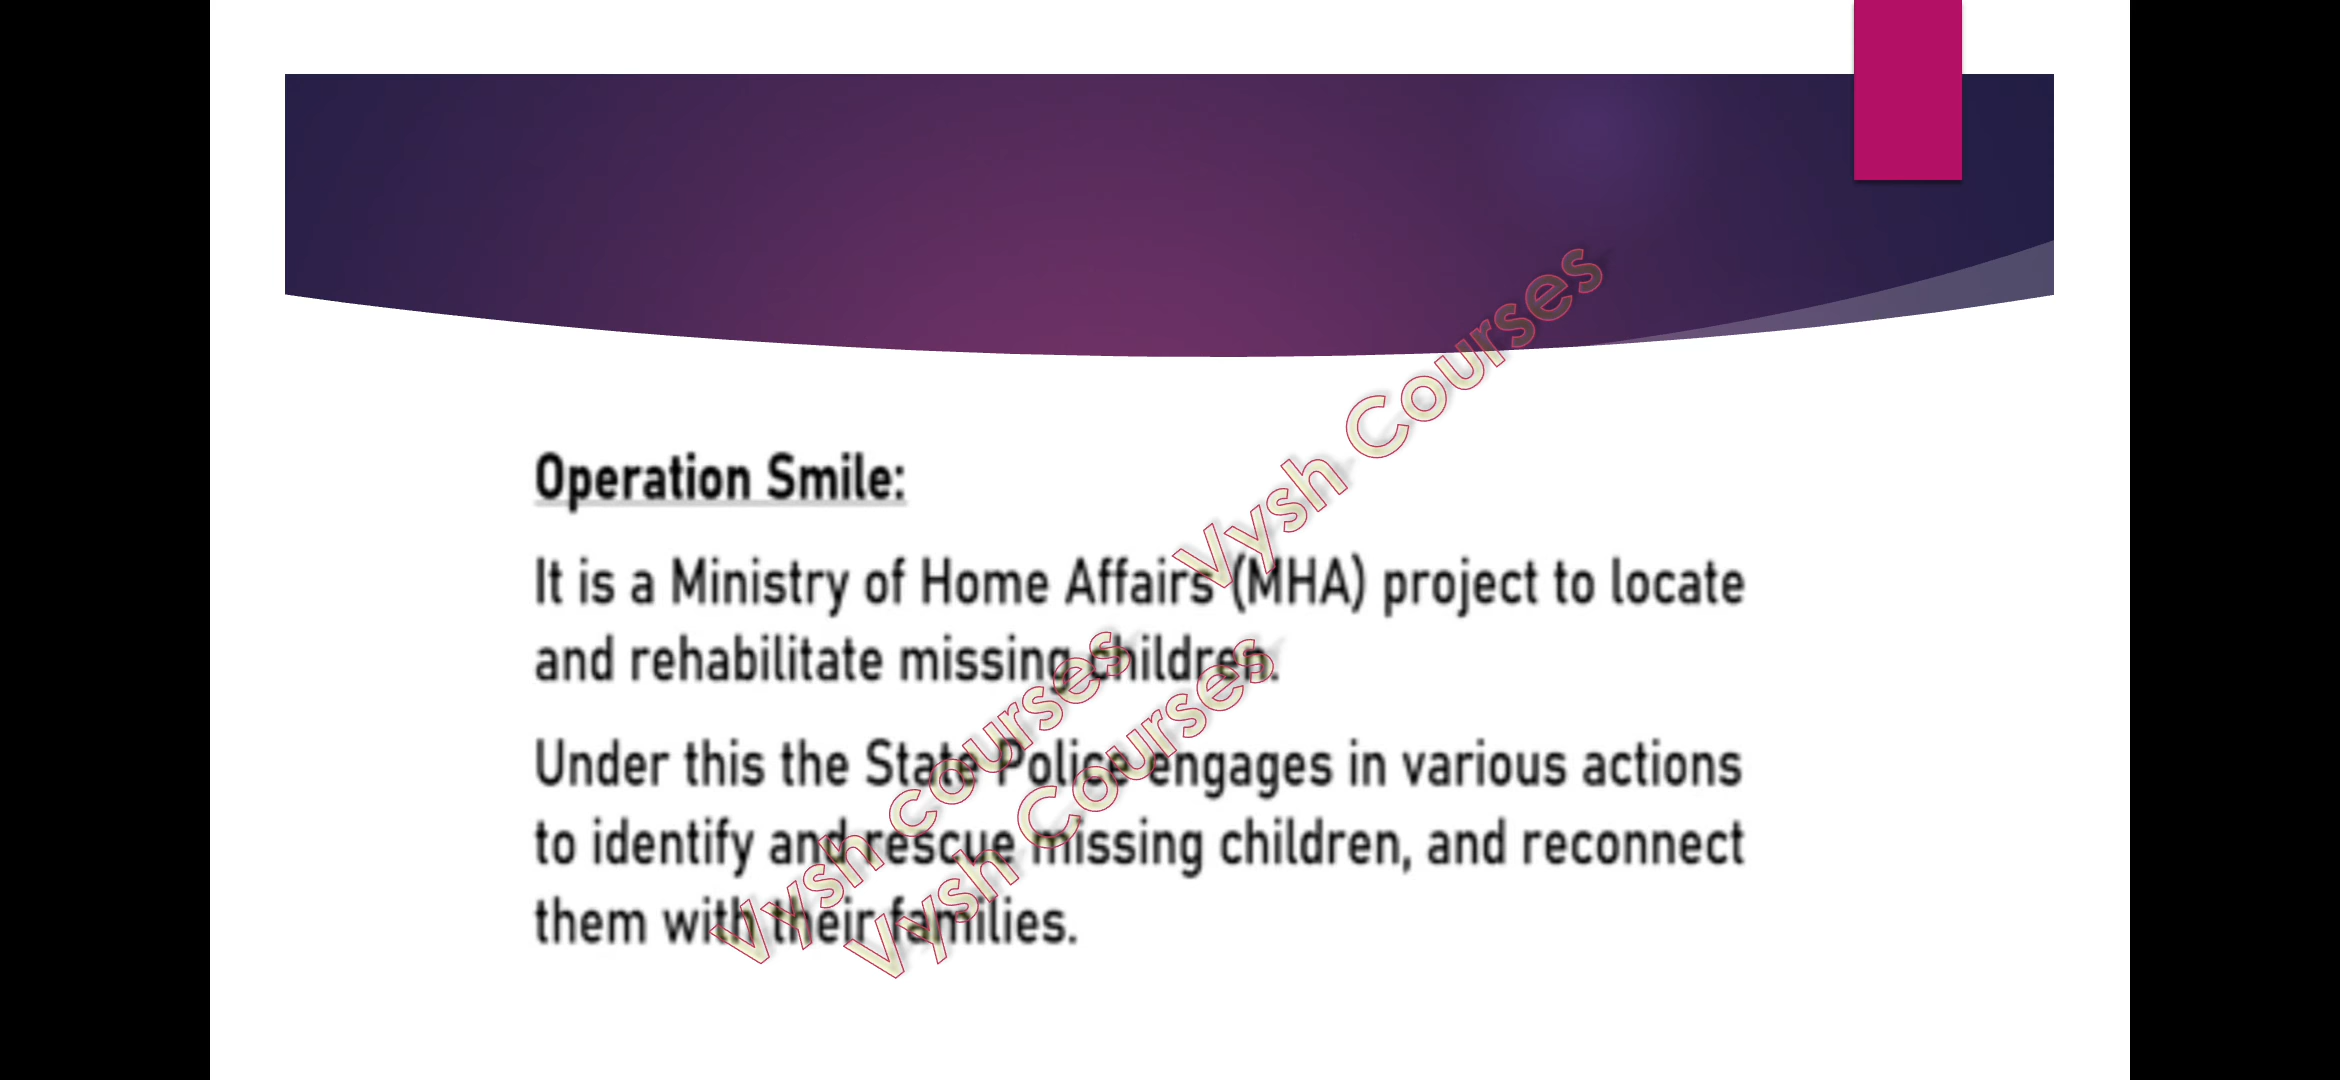 Operation Smile:
It is a Ministry of Home Affairs (MHA) project to locate
and rehabilitate missing children.
Under this the State Police engages in various actions
to identify and rescue missing children, and reconnect
them with their families.
Vysh Courses
Vysh courses
Vysh Courses